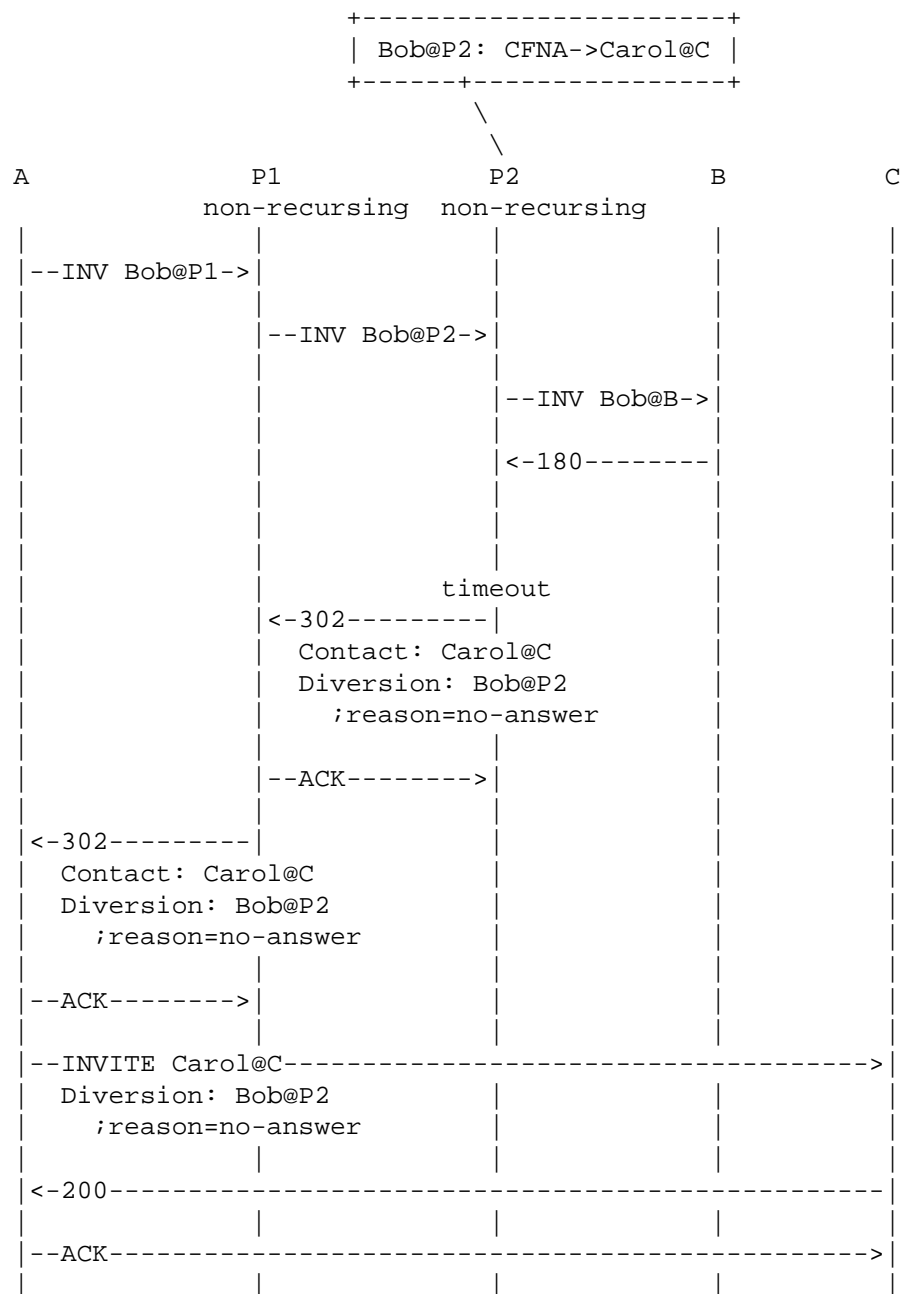 Bob@P2: CFNA->Carol@C
A P1 P2 B C
non-recursing non-recursing
--INV Bob@P1->
--INV Bob@P2->
--INV Bob@B->
<-180--------
timeout
<-302---------
Contact: Carol@C
Diversion: Bob@P2
;reason=no-answer
--ACK-------->
<-302---------
Contact: Carol@C
Diversion: Bob@P2
;reason=no-answer
--ACK-------->
--INVITE Carol@C------------------------------------->
Diversion: Bob@P2
;reason=no-answer
<-200-------------------------------------------------
--ACK------------------------------------------------>